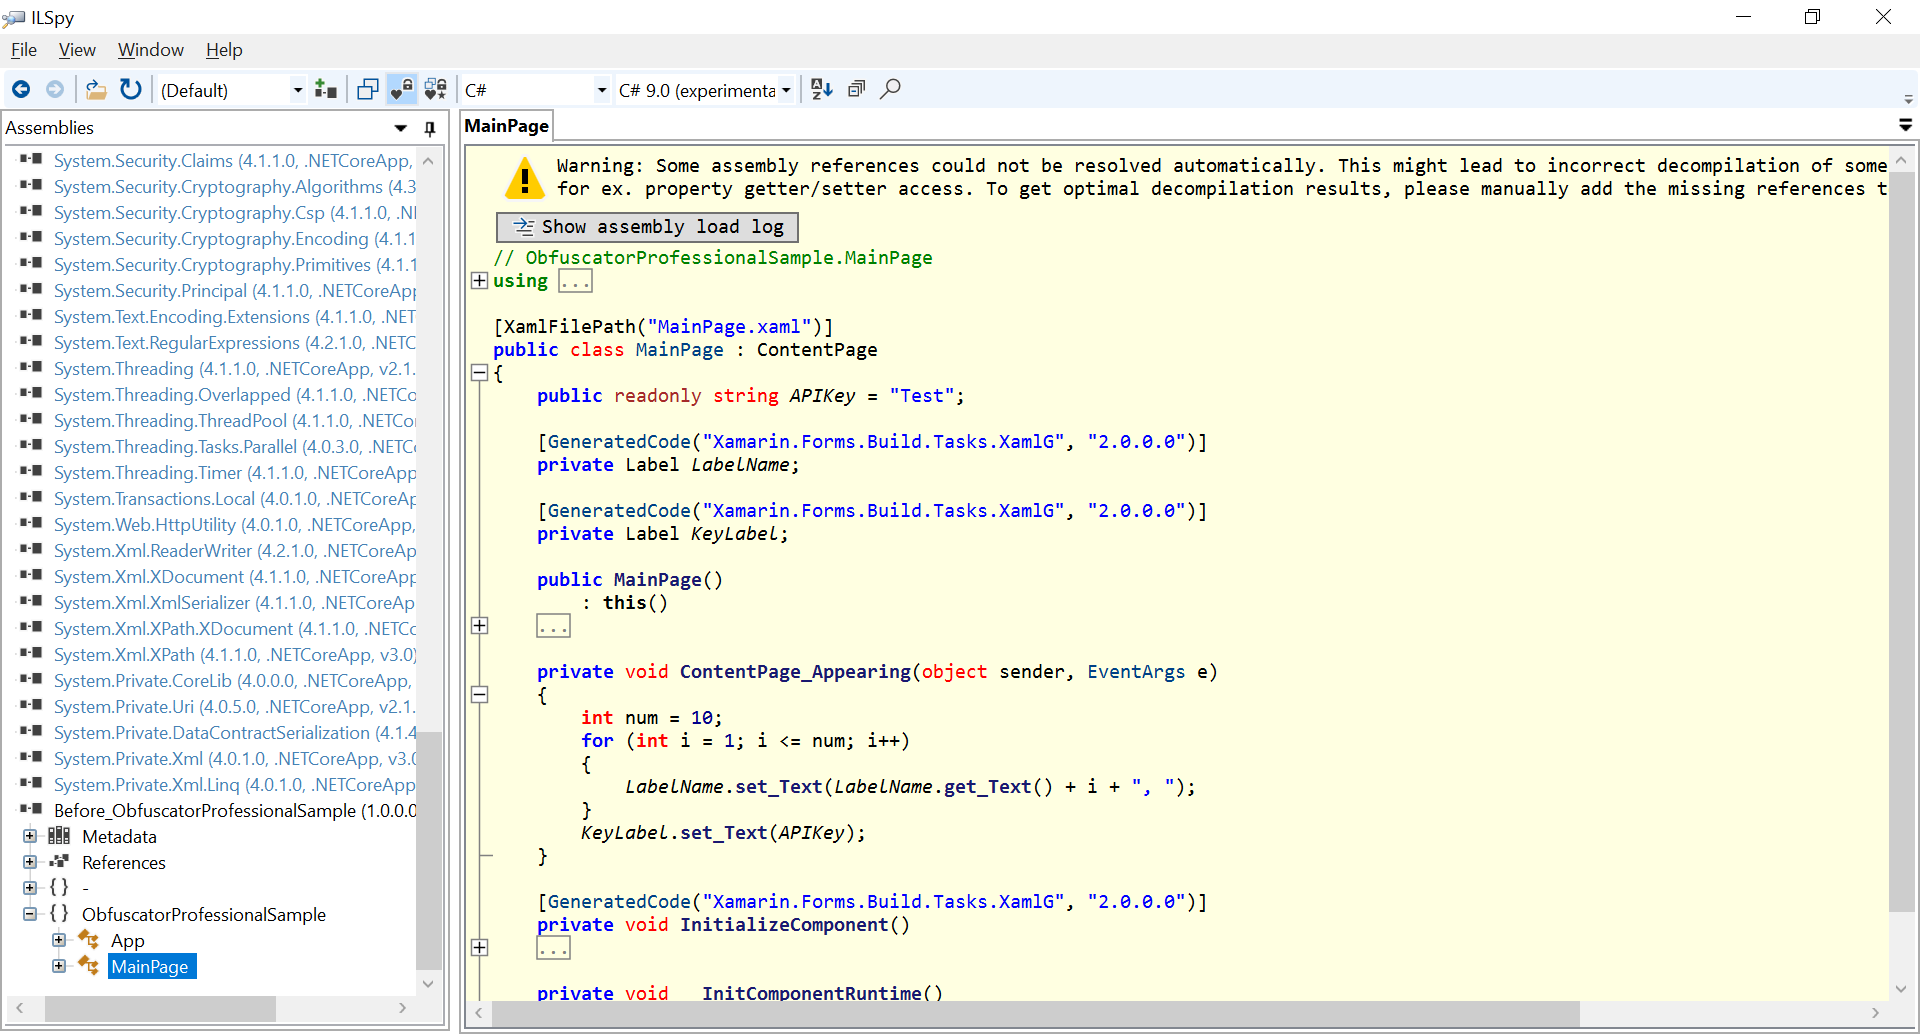 ILSpy
File View Window Help
(Default) C# C# 9.0 (experimenta
Assemblies
System.Security.Claims (4.1.1.0, .NETCoreApp,
System.Security.Cryptography.Algorithms (4.3
System.Security.Cryptography.Csp (4.1.1.0, .NI
System.Security.Cryptography.Encoding (4.1.1
System.Security.Cryptography.Primitives (4.1.1
System.Security.Principal (4.1.1.0, .NETCoreApp
System.Text.Encoding.Extensions (4.1.1.0, .NET
System.Text.RegularExpressions (4.2.1.0, .NETC
System.Threading (4.1.1.0, .NETCoreApp, v2.1.
System.Threading.Overlapped (4.1.1.0, .NETCo
System.Threading.ThreadPool (4.1.1.0, .NETCor
System.Threading.Tasks.Parallel (4.0.3.0, .NETC
System.Threading.Timer (4.1.1.0, .NETCoreApp
System.Transactions.Local (4.0.1.0, .NETCoreAp
System.Web.HttpUtility (4.0.1.0, .NETCoreApp,
System.Xml.ReaderWriter (4.2.1.0, .NETCoreAp
System.Xml.XDocument (4.1.1.0, .NETCoreApp
System.Xml.XmlSerializer (4.1.1.0, .NETCoreAp
System.Xml.XPath.XDocument (4.1.1.0, .NETCo
System.Xml.XPath (4.1.1.0, .NETCoreApp, v3.0)
System.Private.CoreLib (4.0.0.0, .NETCoreApp,
System.Private.Uri (4.0.5.0, .NETCoreApp, v2.1.
System.Private.DataContractSerialization (4.1.4
System.Private.Xml (4.0.1.0, .NETCoreApp, v3.0
System.Private.Xml.Linq (4.0.1.0, .NETCoreApp
Before_ObfuscatorProfessionalSample (1.0.0.0
Metadata
References
{ } -
{ } ObfuscatorProfessionalSample
App
MainPage
MainPage
Warning: Some assembly references could not be resolved automatically. This might lead to incorrect decompilation of some
for ex. property getter/setter access. To get optimal decompilation results, please manually add the missing references t
Show assembly load log
// ObfuscatorProfessionalSample.MainPage
using ...
[XamlFilePath("MainPage.xaml")]
public class MainPage : ContentPage
{
public readonly string APIKey = "Test";
[GeneratedCode("Xamarin.Forms.Build.Tasks.XamlG", "2.0.0.0")]
private Label LabelName;
[GeneratedCode("Xamarin.Forms.Build.Tasks.XamlG", "2.0.0.0")]
private Label KeyLabel;
public MainPage()
: this()
...
private void ContentPage_Appearing(object sender, EventArgs e)
{
int num = 10;
for (int i = 1; i <= num; i++)
{
LabelName.set_Text(LabelName.get_Text() + i + ", ");
}
KeyLabel.set_Text(APIKey);
}
[GeneratedCode("Xamarin.Forms.Build.Tasks.XamlG", "2.0.0.0")]
private void InitializeComponent()
...
private void __InitComponentRuntime()